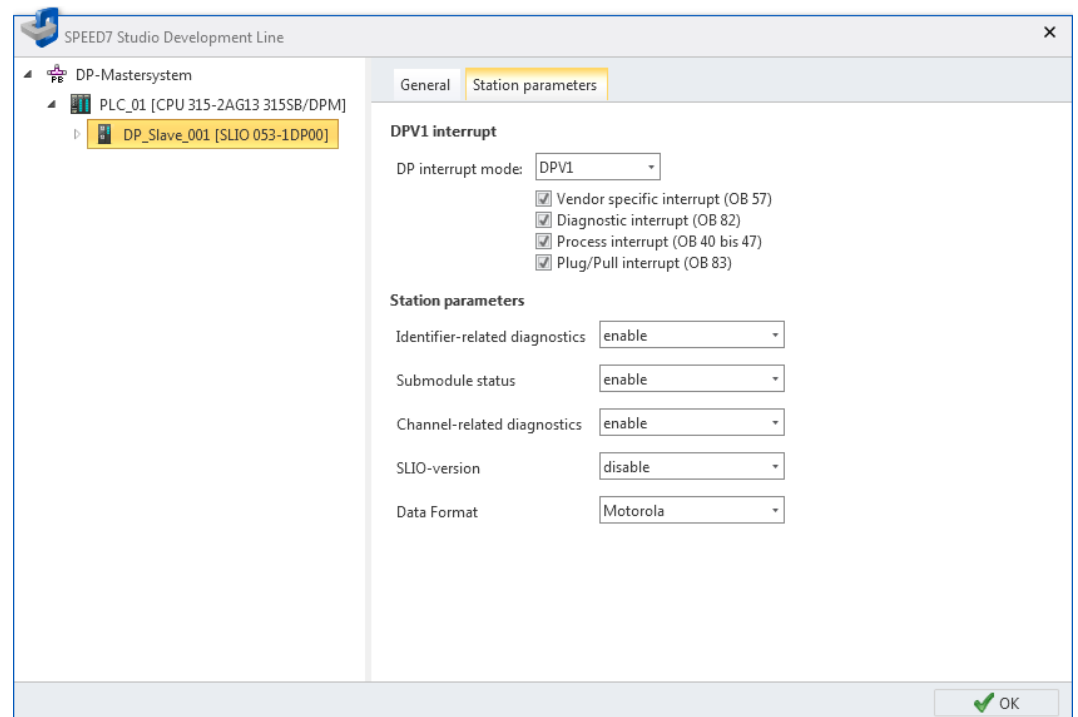 SPEED7 Studio Development Line
DP-Mastersystem
PB
PLC_01 [CPU 315-2AG13 315SB/DPM]
DP_Slave_001 [SLIO 053-1DP00]
General Station parameters
DPV1 interrupt
DP interrupt mode: DPV1
Vendor specific interrupt (OB 57)
Diagnostic interrupt (OB 82)
Process interrupt (OB 40 bis 47)
Plug/Pull interrupt (OB 83)
Station parameters
Identifier-related diagnostics enable
Submodule status enable
Channel-related diagnostics enable
SLIO-version disable
Data Format Motorola
OK